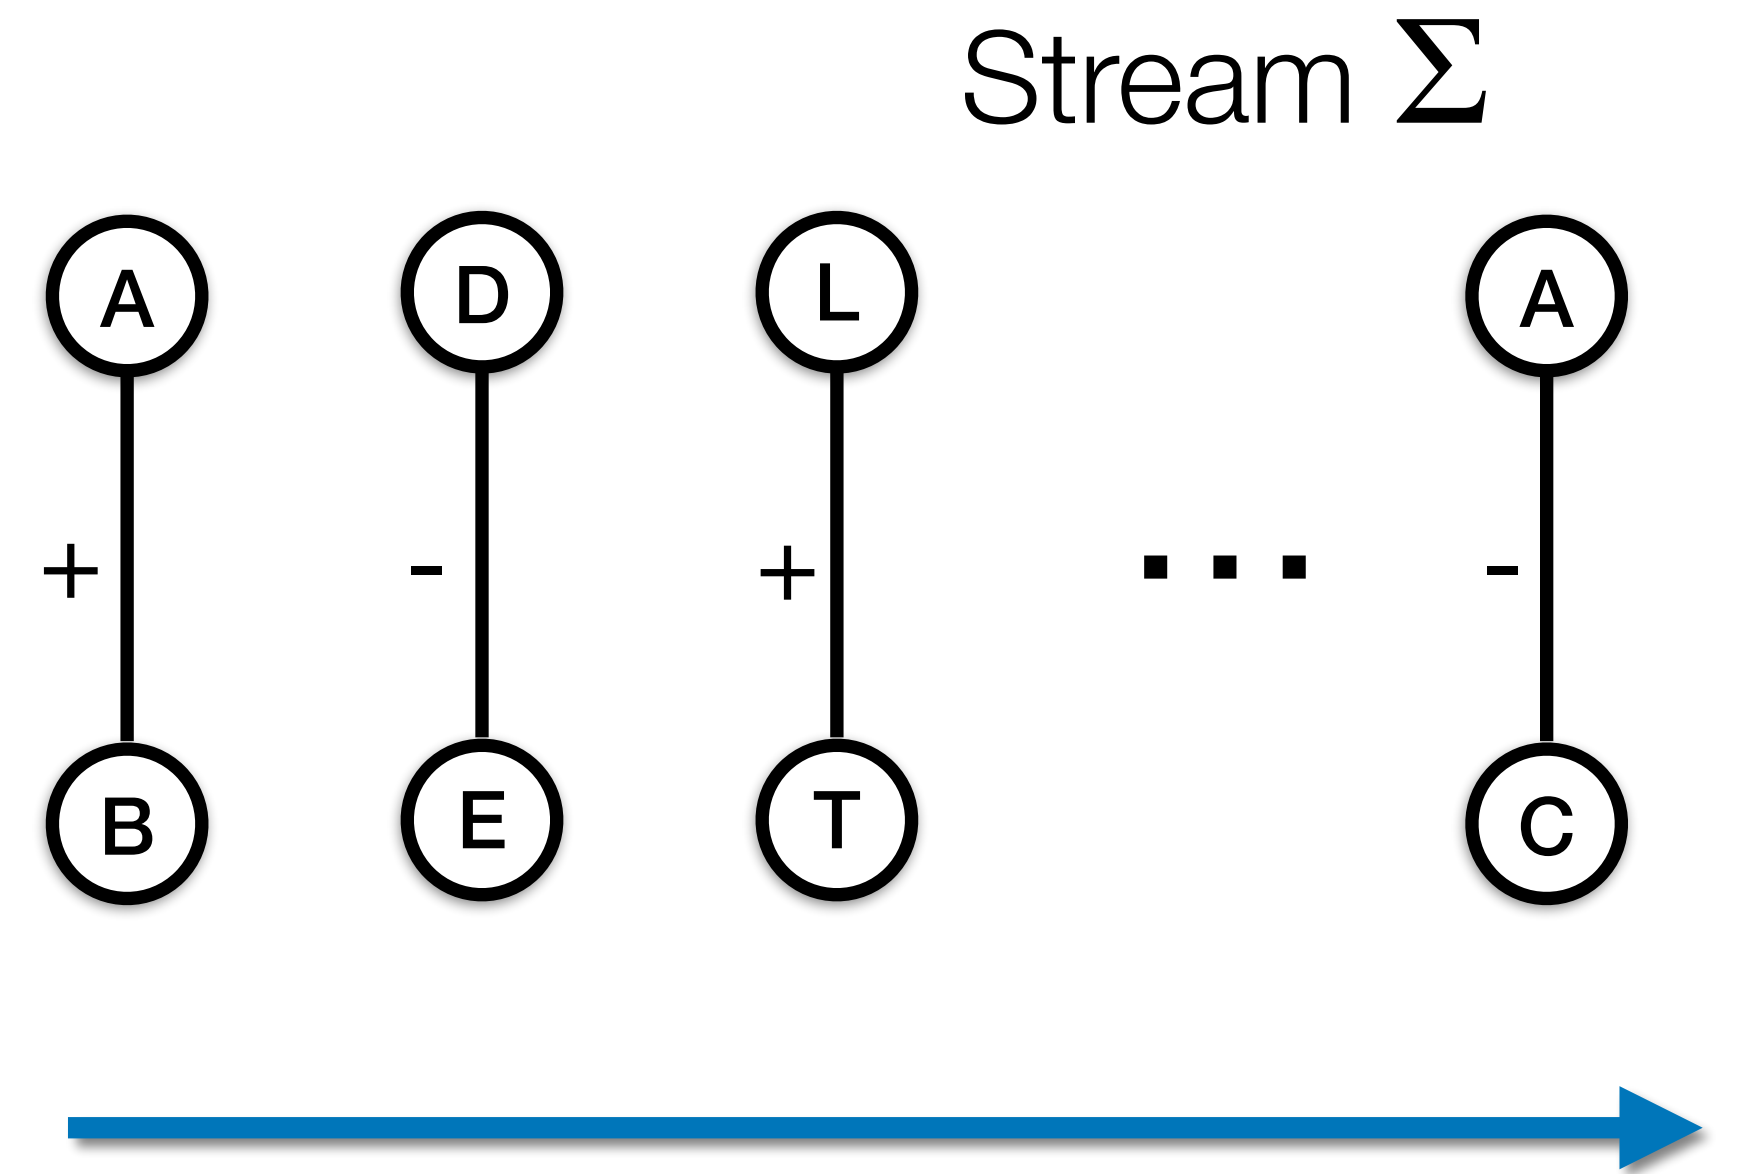 Stream Σ
A D L A
+ - + ... -
B E T C